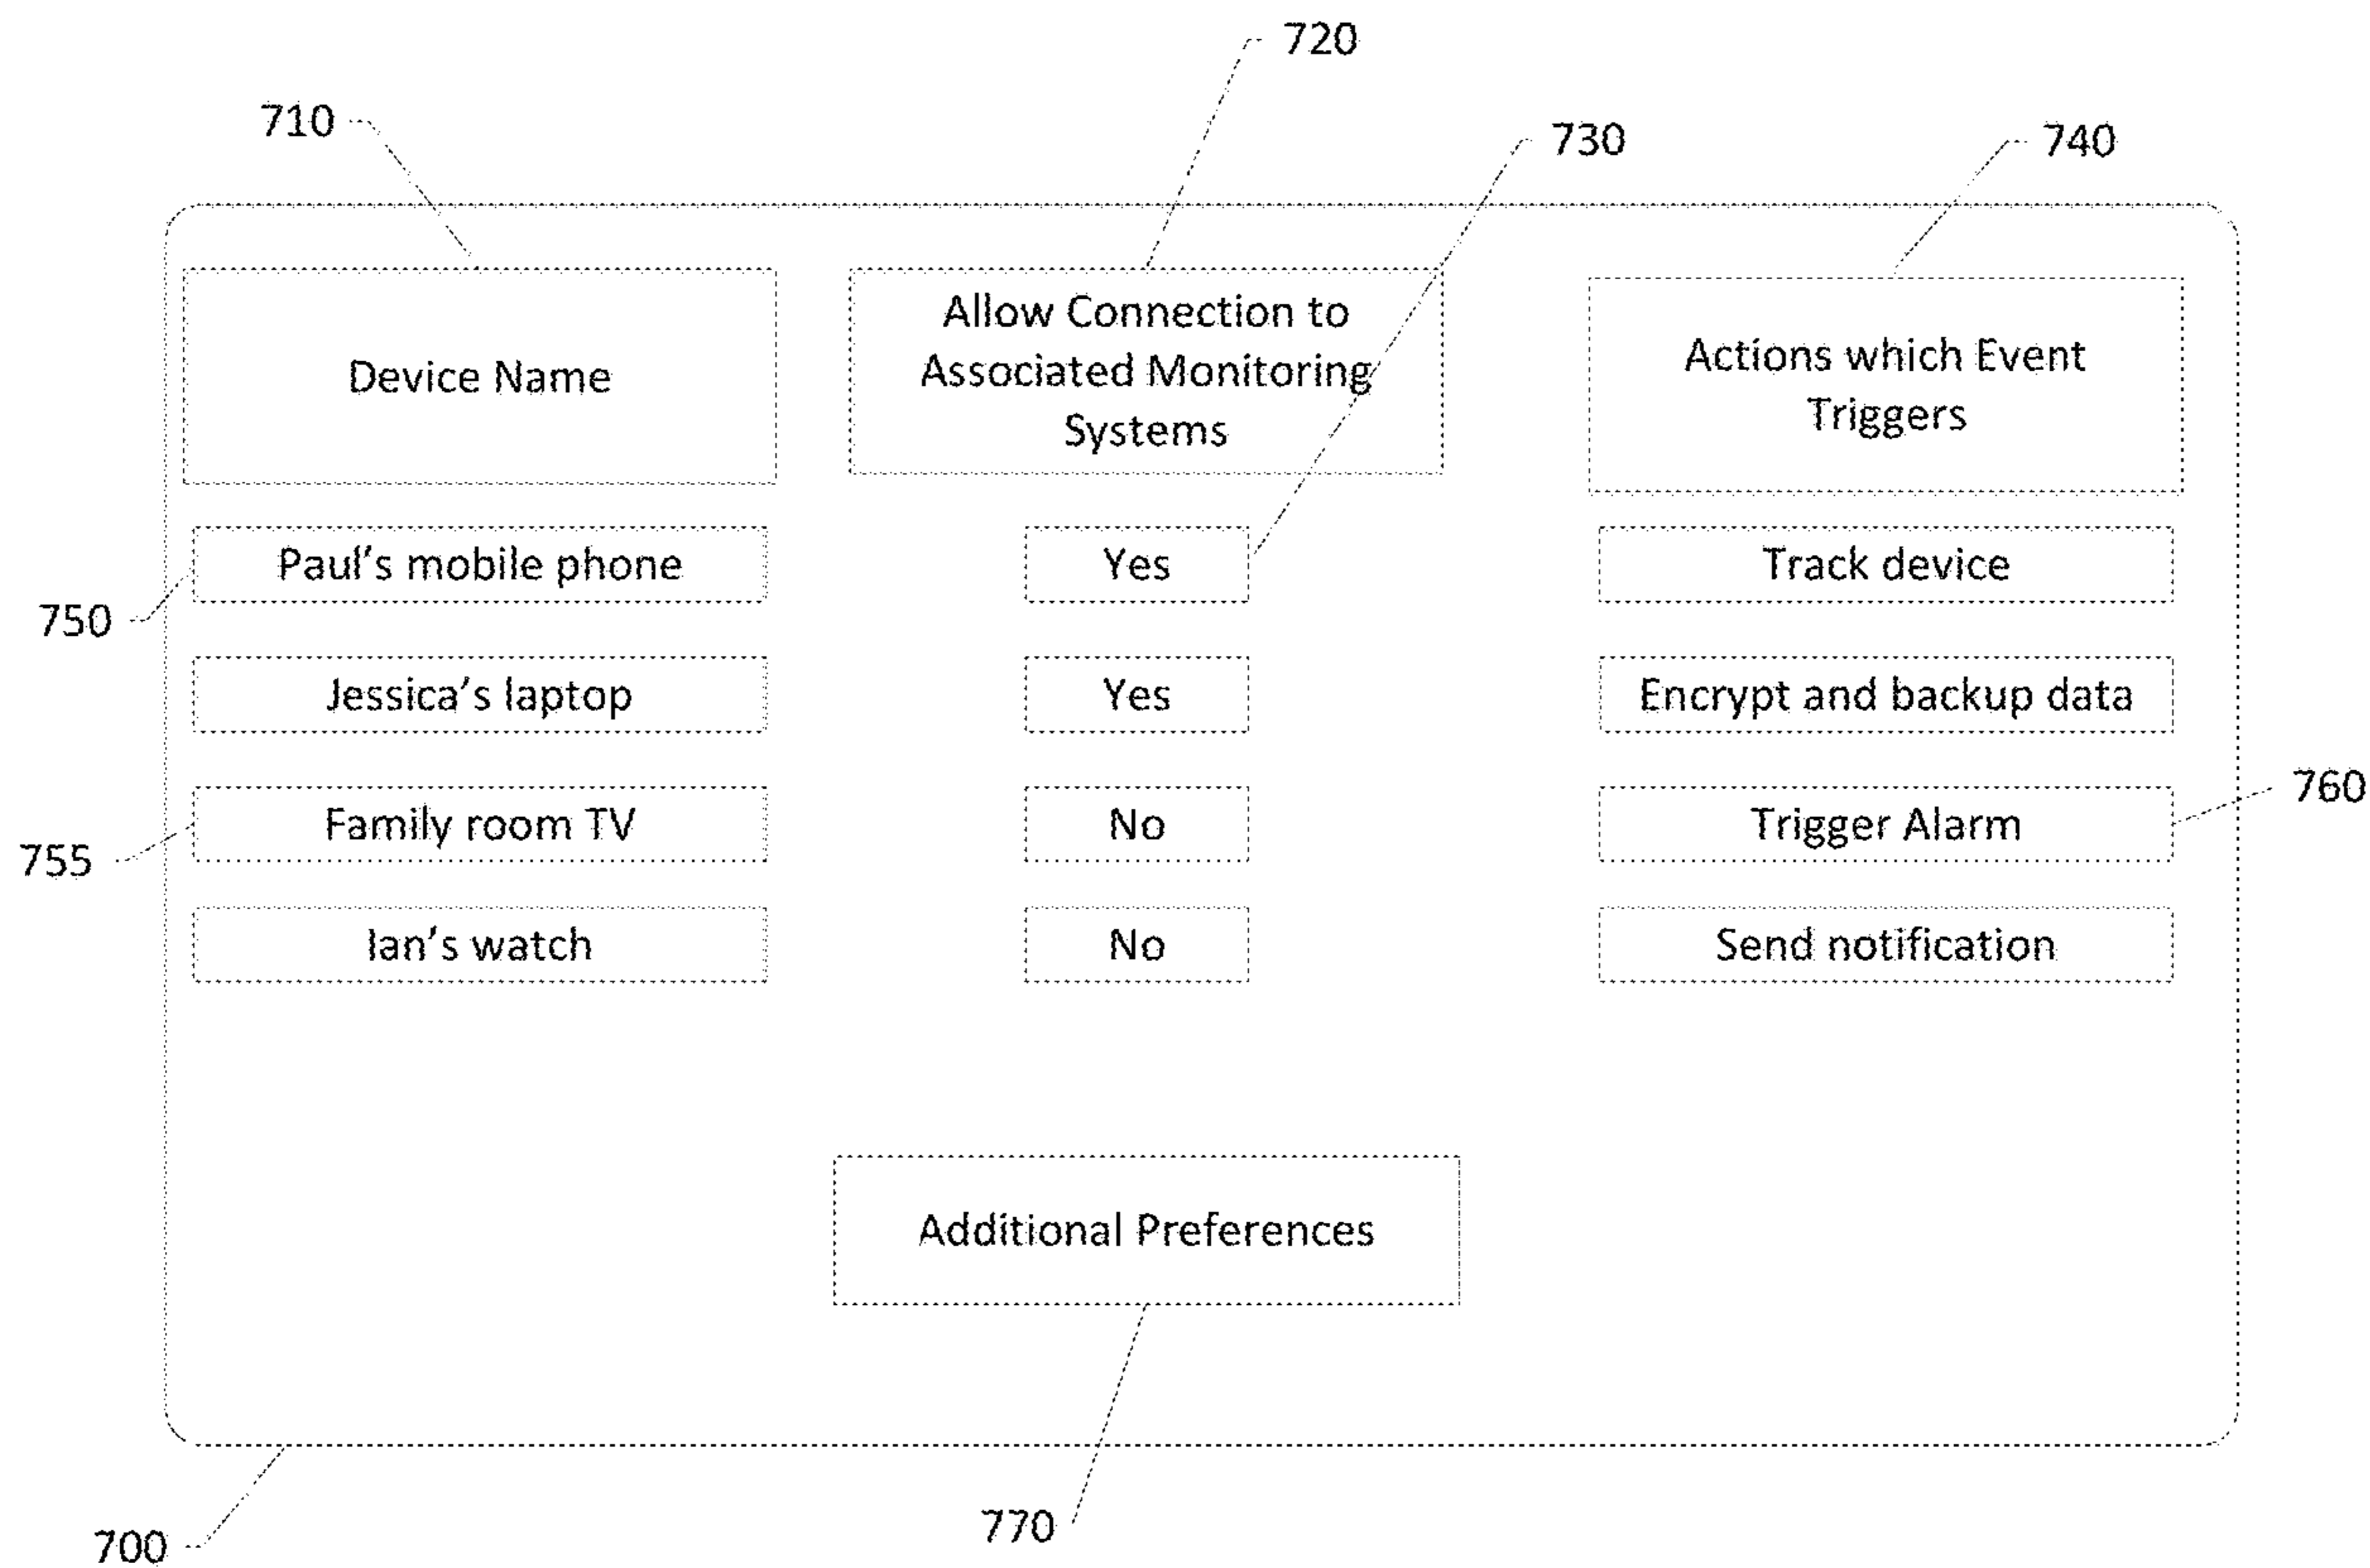 720
710
730
740
Device Name
Allow Connection to
Associated Monitoring
Systems
Actions which Event
Triggers
Paul's mobile phone
Yes
Track device
750
Jessica's laptop
Yes
Encrypt and backup data
Family room TV
No
Trigger Alarm
760
755
Ian's watch
No
Send notification
Additional Preferences
700
770